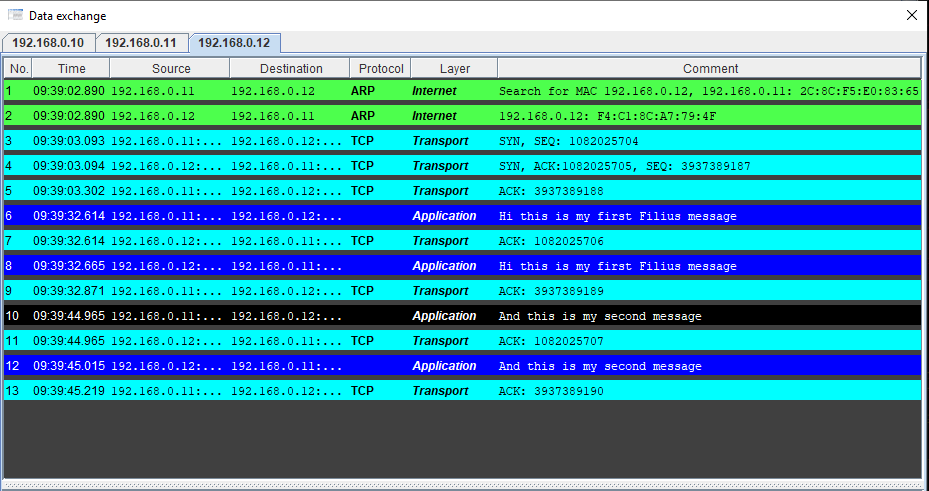 Data exchange
192.168.0.10 192.168.0.11 192.168.0.12
No. Time Source Destination Protocol Layer Comment
1 09:39:02.890 192.168.0.11 192.168.0.12 ARP Internet Search for MAC 192.168.0.12, 192.168.0.11: 2C:8C:F5:E0:83:65
2 09:39:02.890 192.168.0.12 192.168.0.11 ARP Internet 192.168.0.12: F4:C1:8C:A7:79:4F
3 09:39:03.093 192.168.0.11:... 192.168.0.12:... TCP Transport SYN, SEQ: 1082025704
4 09:39:03.094 192.168.0.12:... 192.168.0.11:... TCP Transport SYN, ACK:1082025705, SEQ: 3937389187
5 09:39:03.302 192.168.0.11:... 192.168.0.12:... TCP Transport ACK: 3937389188
6 09:39:32.614 192.168.0.11:... 192.168.0.12:... Application Hi this is my first Filius message
7 09:39:32.614 192.168.0.12:... 192.168.0.11:... TCP Transport ACK: 1082025706
8 09:39:32.665 192.168.0.12:... 192.168.0.11:... Application Hi this is my first Filius message
9 09:39:32.871 192.168.0.11:... 192.168.0.12:... TCP Transport ACK: 3937389189
10 09:39:44.965 192.168.0.11:... 192.168.0.12:... Application And this is my second message
11 09:39:44.965 192.168.0.12:... 192.168.0.11:... TCP Transport ACK: 1082025707
12 09:39:45.015 192.168.0.12:... 192.168.0.11:... Application And this is my second message
13 09:39:45.219 192.168.0.11:... 192.168.0.12:... TCP Transport ACK: 3937389190